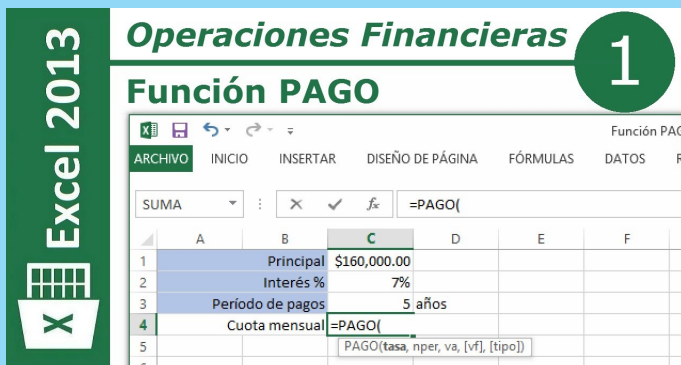 Excel 2013
Operaciones Financieras
1
Función PAGO
Función PAG
ARCHIVO INICIO INSERTAR DISEÑO DE PÁGINA FÓRMULAS DATOS R
SUMA fx =PAGO(
A B C D E F
1 Principal $160,000.00
2 Interés % 7%
3 Período de pagos 5 años
4 Cuota mensual =PAGO(
5 PAGO(tasa, nper, va, [vf], [tipo])